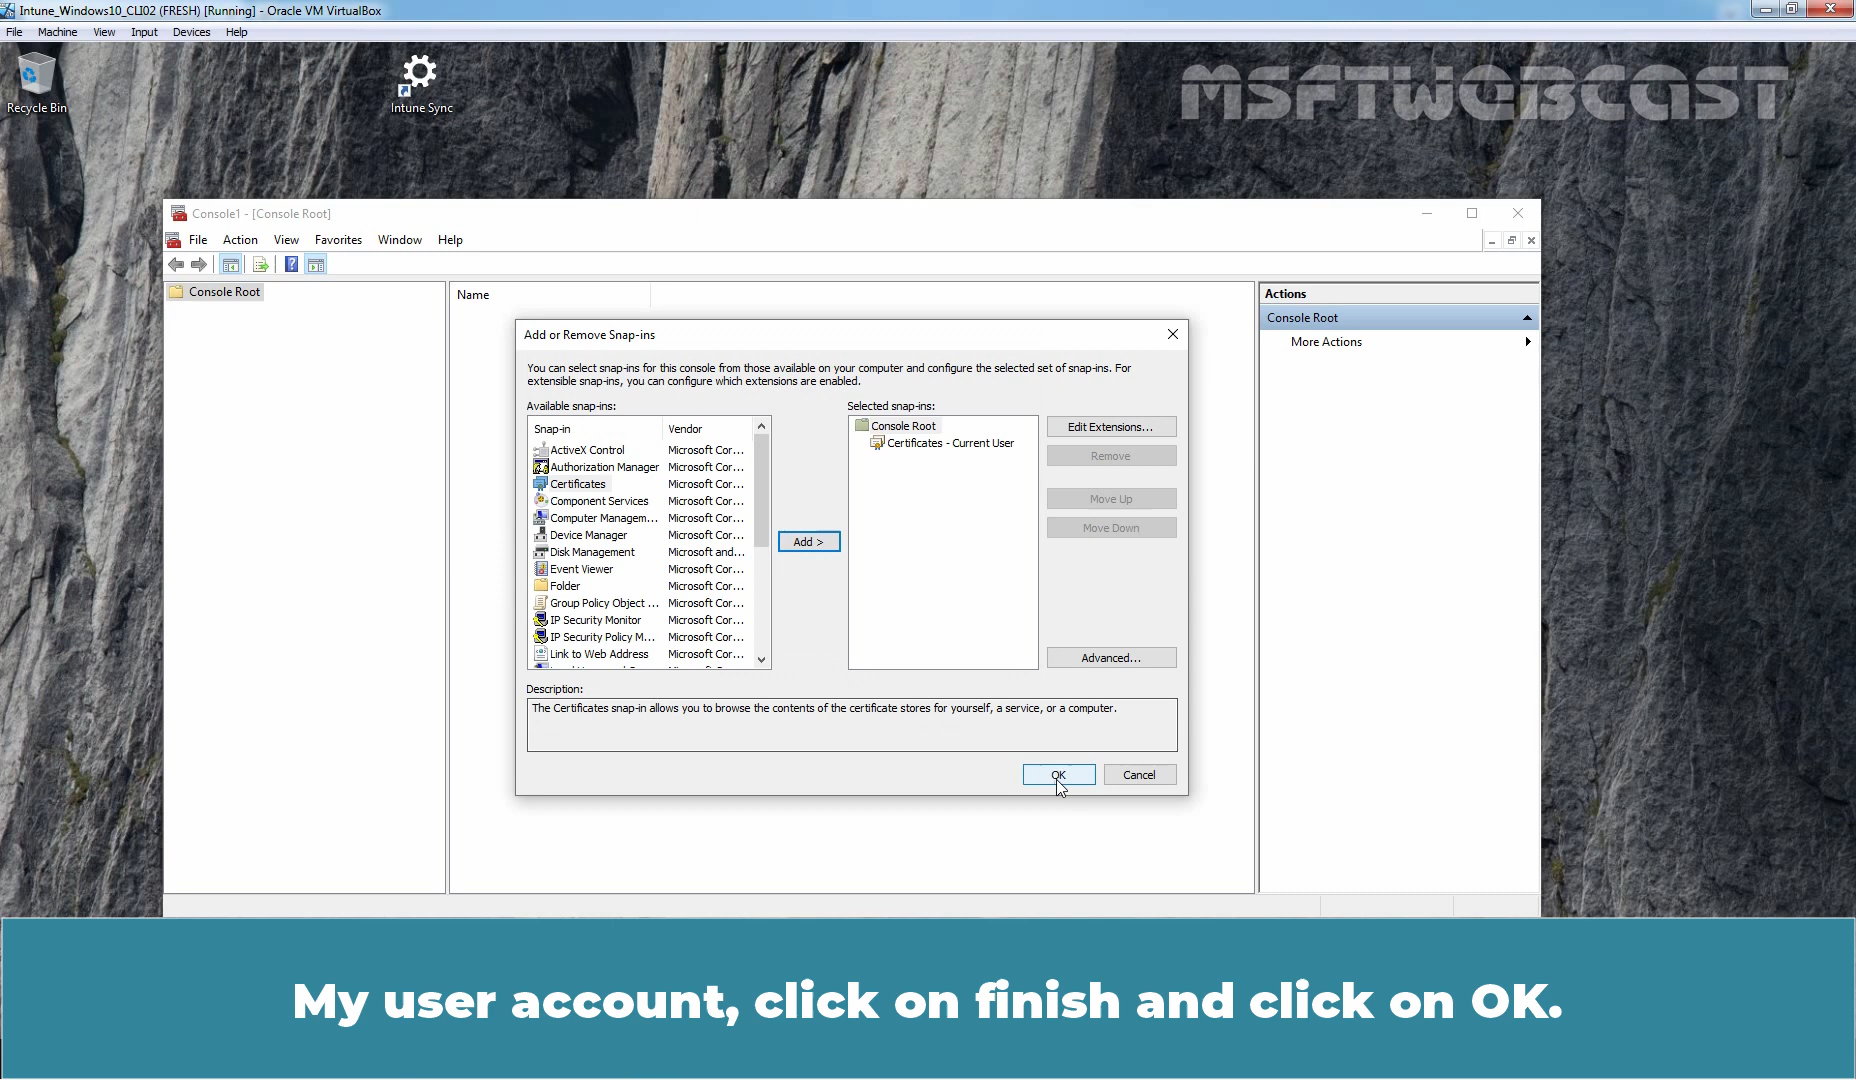 Intune_Windows10_CLI02 (FRESH) [Running] - Oracle VM VirtualBox
File Machine View Input Devices Help
Recycle Bin
Intune Sync
MSFTWEBCAST
Console1 - [Console Root]
File Action View Favorites Window Help
Console Root
Name
Actions
Console Root
More Actions
Add or Remove Snap-ins
You can select snap-ins for this console from those available on your computer and configure the selected set of snap-ins. For
extensible snap-ins, you can configure which extensions are enabled.
Available snap-ins:
Snap-in Vendor
ActiveX Control Microsoft Cor...
Authorization Manager Microsoft Cor...
Certificates Microsoft Cor...
Component Services Microsoft Cor...
Computer Managem... Microsoft Cor...
Device Manager Microsoft Cor...
Disk Management Microsoft and...
Event Viewer Microsoft Cor...
Folder Microsoft Cor...
Group Policy Object ... Microsoft Cor...
IP Security Monitor Microsoft Cor...
IP Security Policy M... Microsoft Cor...
Link to Web Address Microsoft Cor...
Add >
Selected snap-ins:
Console Root
Certificates - Current User
Edit Extensions...
Remove
Move Up
Move Down
Advanced...
Description:
The Certificates snap-in allows you to browse the contents of the certificate stores for yourself, a service, or a computer.
OK Cancel
My user account, click on finish and click on OK.